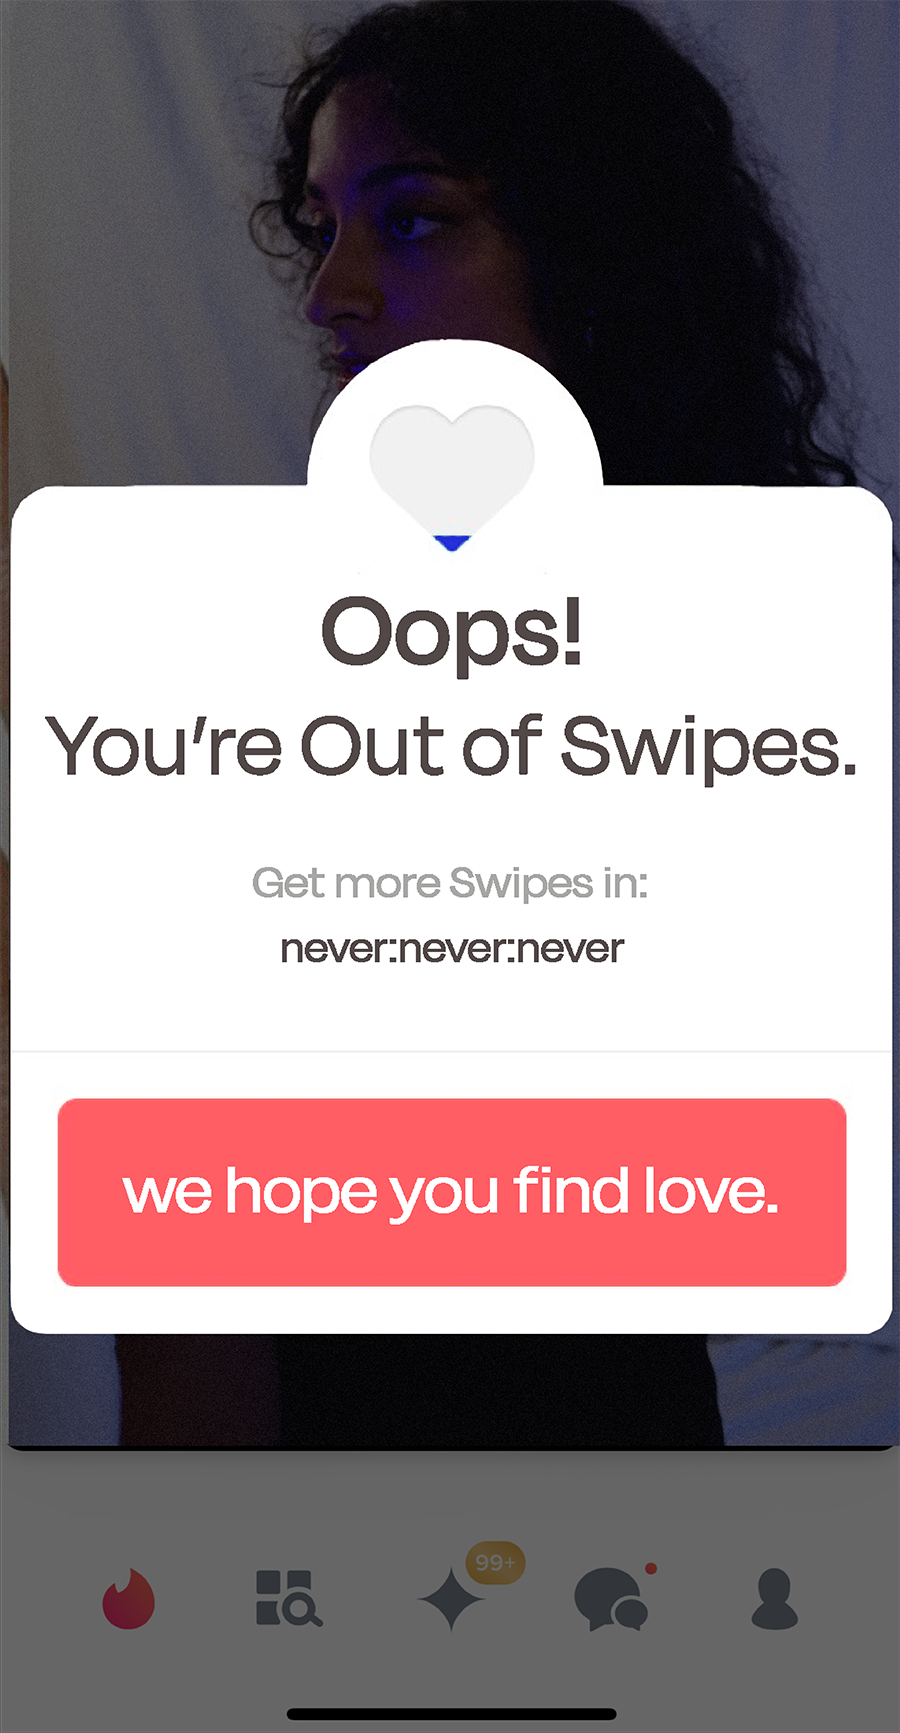 Oops!
You're Out of Swipes.
Get more Swipes in:
never:never:never
we hope you find love.
99+